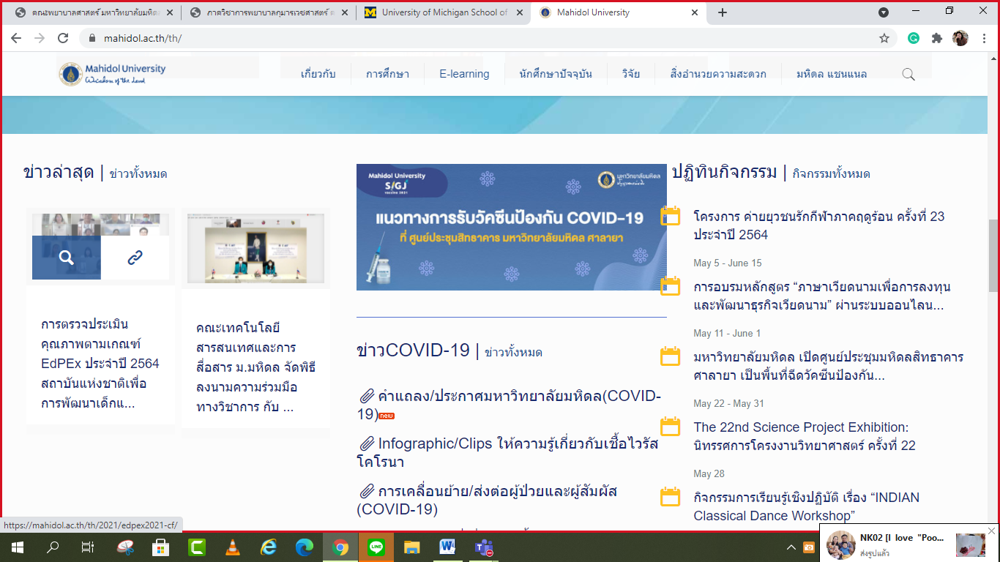 คณะพยาบาลศาสตร์ มหาวิทยาลัยมหิดล
ภาควิชาการพยาบาลกุมารเวชศาสตร์
University of Michigan School of
Mahidol University
mahidol.ac.th/th/
Mahidol University
Wisdom of the Land
เกี่ยวกับ
การศึกษา
E-learning
นักศึกษาปัจจุบัน
วิจัย
สิ่งอำนวยความสะดวก
มหิดล แชนแนล
ข่าวล่าสุด | ข่าวทั้งหมด
การตรวจประเมิน
คุณภาพตามเกณฑ์
EdPEx ประจำปี 2564
สถาบันแห่งชาติเพื่อ
การพัฒนาเด็กแ...
คณะเทคโนโลยี
สารสนเทศและการ
สื่อสาร ม.มหิดล จัดพิธี
ลงนามความร่วมมือ
ทางวิชาการ กับ ...
Mahidol University
SiGJ
vaccine 2021
มหาวิทยาลัยมหิดล
แนวทางการรับวัคซีนป้องกัน COVID-19
ที่ ศูนย์ประชุมสิทธาคาร มหาวิทยาลัยมหิดล ศาลายา
ข่าวCOVID-19 | ข่าวทั้งหมด
คำแถลง/ประกาศมหาวิทยาลัยมหิดล(COVID-
19)new
Infographic/Clips ให้ความรู้เกี่ยวกับเชื้อไวรัส
โคโรนา
การเคลื่อนย้าย/ส่งต่อผู้ป่วยและผู้สัมผัส
(COVID-19)
ปฏิทินกิจกรรม | กิจกรรมทั้งหมด
โครงการ ค่ายยุวชนรักกีฬาภาคฤดูร้อน ครั้งที่ 23
ประจำปี 2564
May 5 - June 15
การอบรมหลักสูตร “ภาษาเวียดนามเพื่อการลงทุน
และพัฒนาธุรกิจเวียดนาม” ผ่านระบบออนไลน...
May 11 - June 1
มหาวิทยาลัยมหิดล เปิดศูนย์ประชุมมหิดลสิทธาคาร
ศาลายา เป็นพื้นที่ฉีดวัคซีนป้องกัน...
May 22 - May 31
The 22nd Science Project Exhibition:
นิทรรศการโครงงานวิทยาศาสตร์ ครั้งที่ 22
May 28
กิจกรรมการเรียนรู้เชิงปฏิบัติ เรื่อง “INDIAN
Classical Dance Workshop”
https://mahidol.ac.th/th/2021/edpex2021-cf/
NK02 [I love "Poo...
ส่งรูปแล้ว